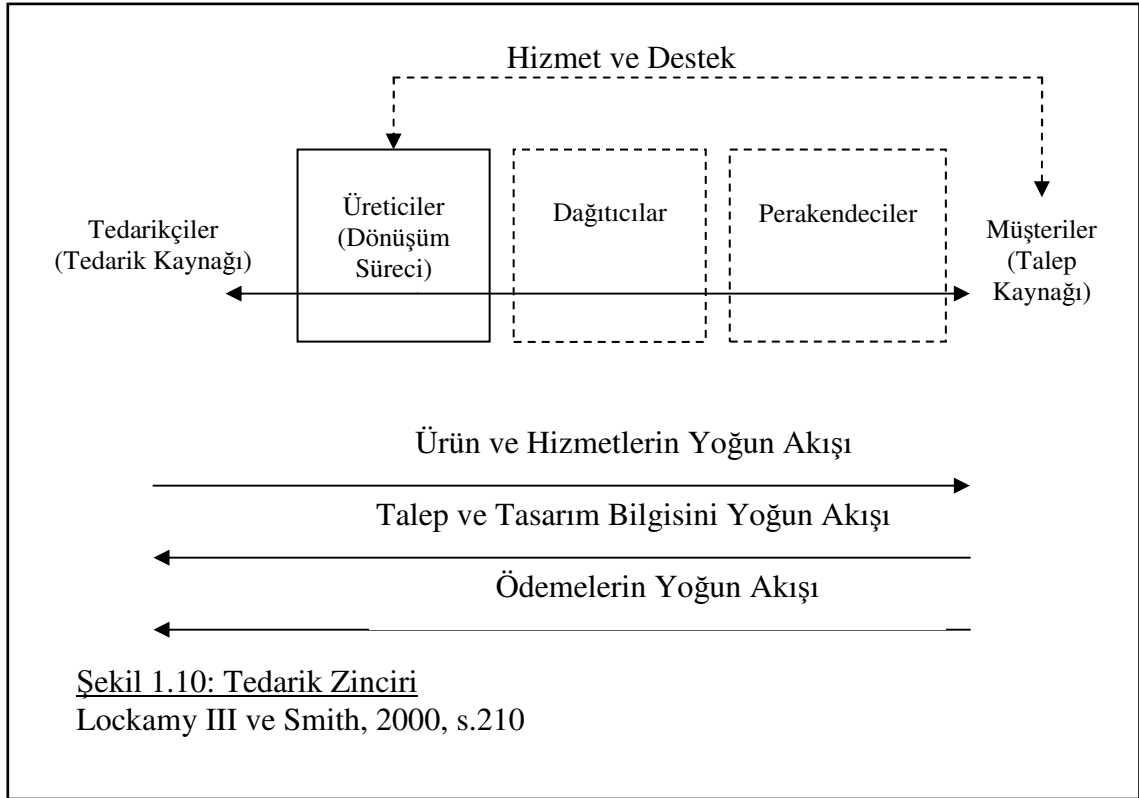 Hizmet ve Destek
Tedarikçiler
(Tedarik Kaynağı)
Üreticiler
(Dönüşüm
Süreci)
Dağıtıcılar
Perakendeciler
Müşteriler
(Talep
Kaynağı)
Ürün ve Hizmetlerin Yoğun Akışı
Talep ve Tasarım Bilgisini Yoğun Akışı
Ödemelerin Yoğun Akışı
Şekil 1.10: Tedarik Zinciri
Lockamy III ve Smith, 2000, s.210